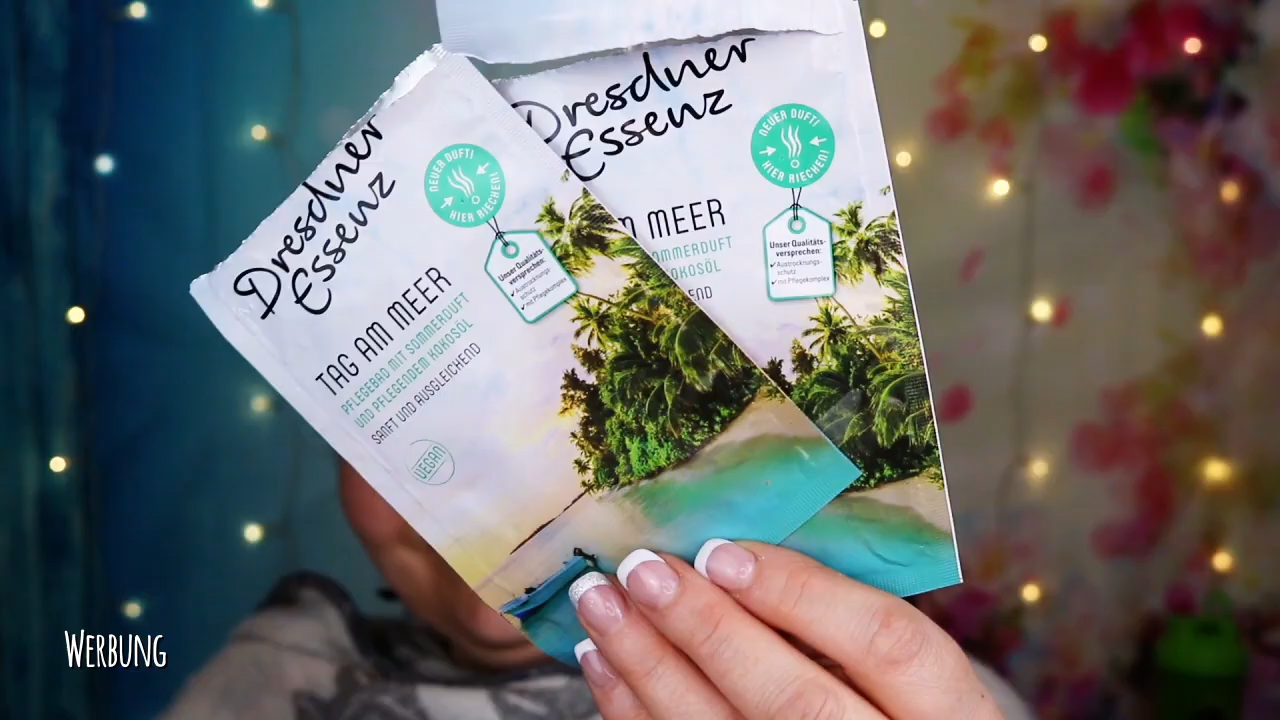 Dresdner
Essenz
NEUER DUFT!
HIER RIECHEN!
Unser Qualitäts-
versprechen:
✓Austrocknungs-
schutz
✓mit Pflegekomplex
TAG AM MEER
PFLEGEBAD MIT SOMMERDUFT
UND PFLEGENDEM KOKOSÖL
SANFT UND AUSGLEICHEND
VEGAN
Dresdner
Essenz
NEUER DUFT!
HIER RIECHEN!
Unser Qualitäts-
versprechen:
✓Austrocknungs-
schutz
✓mit Pflegekomplex
MEER
OMMERDUFT
KOKOSÖL
END
WERBUNG